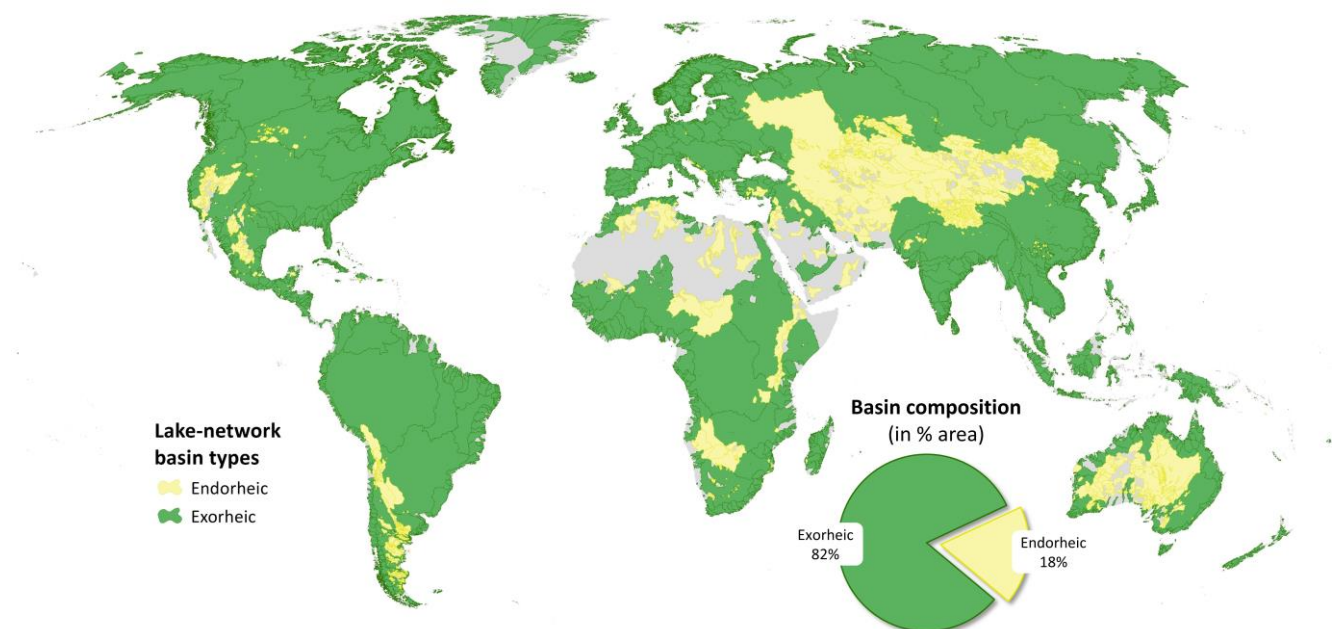 Lake-network
basin types
Endorheic
Exorheic
Basin composition
(in % area)
Exorheic
82%
Endorheic
18%